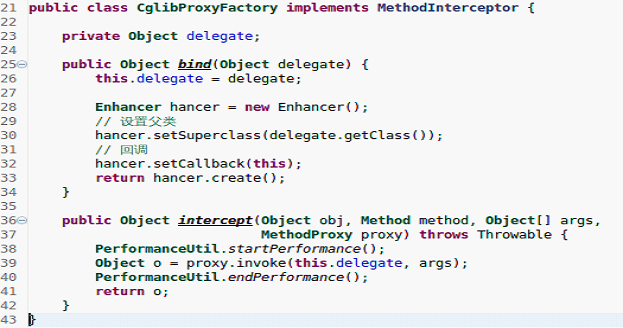 21 public class CglibProxyFactory implements MethodInterceptor {
22
23     private Object delegate;
24
25     public Object bind(Object delegate) {
26         this.delegate = delegate;
27
28         Enhancer hancer = new Enhancer();
29         // 设置父类
30         hancer.setSuperclass(delegate.getClass());
31         // 回调
32         hancer.setCallback(this);
33         return hancer.create();
34     }
35
36     public Object intercept(Object obj, Method method, Object[] args,
37                             MethodProxy proxy) throws Throwable {
38         PerformanceUtil.startPerformance();
39         Object o = proxy.invoke(this.delegate, args);
40         PerformanceUtil.endPerformance();
41         return o;
42     }
43 }